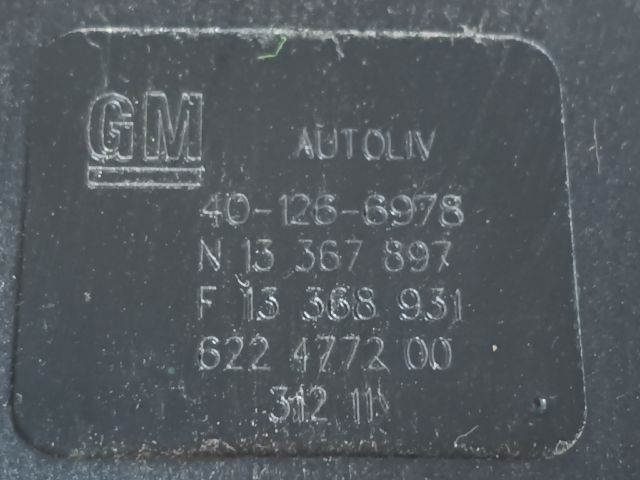 GM AUTOLIV
40-126-6978
N 13 367 897
F 13 368 931
622 4772 00
312 11